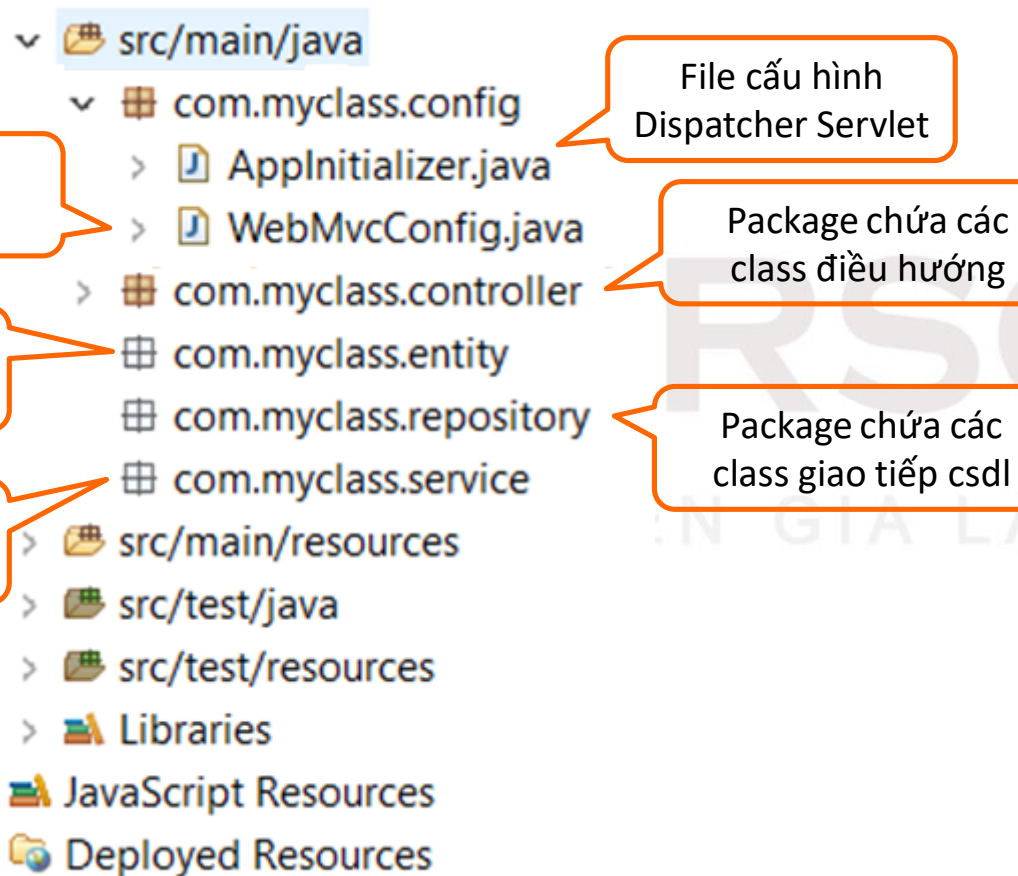 src/main/java
com.myclass.config
AppInitializer.java
WebMvcConfig.java
com.myclass.controller
com.myclass.entity
com.myclass.repository
com.myclass.service
src/main/resources
src/test/java
src/test/resources
Libraries
JavaScript Resources
Deployed Resources
File cấu hình
Dispatcher Servlet
Package chứa các
class điều hướng
Package chứa các
class giao tiếp csdl